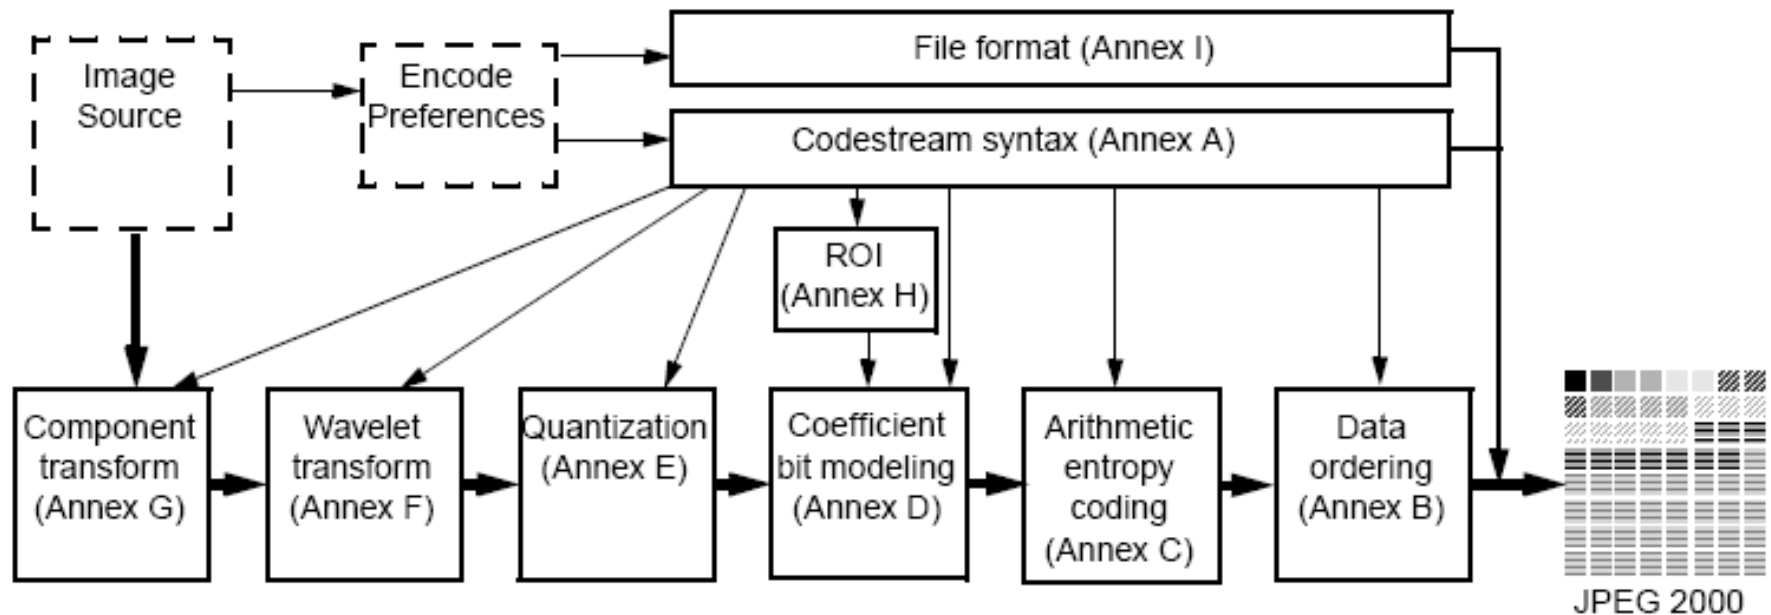 Image
Source
Encode
Preferences
File format (Annex I)
Codestream syntax (Annex A)
ROI
(Annex H)
Component
transform
(Annex G)
Wavelet
transform
(Annex F)
Quantization
(Annex E)
Coefficient
bit modeling
(Annex D)
Arithmetic
entropy
coding
(Annex C)
Data
ordering
(Annex B)
JPEG 2000